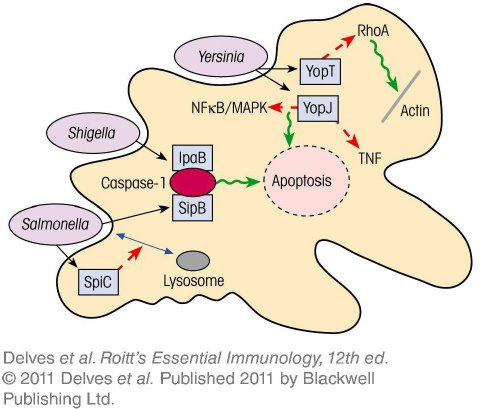 RhoA
Yersinia
YopT
NFκB/MAPK
YopJ
Actin
Shigella
TNF
IpaB
Caspase-1
Apoptosis
SipB
Salmonella
SpiC
Lysosome
Delves et al. Roitt's Essential Immunology, 12th ed.
© 2011 Delves et al. Published 2011 by Blackwell
Publishing Ltd.